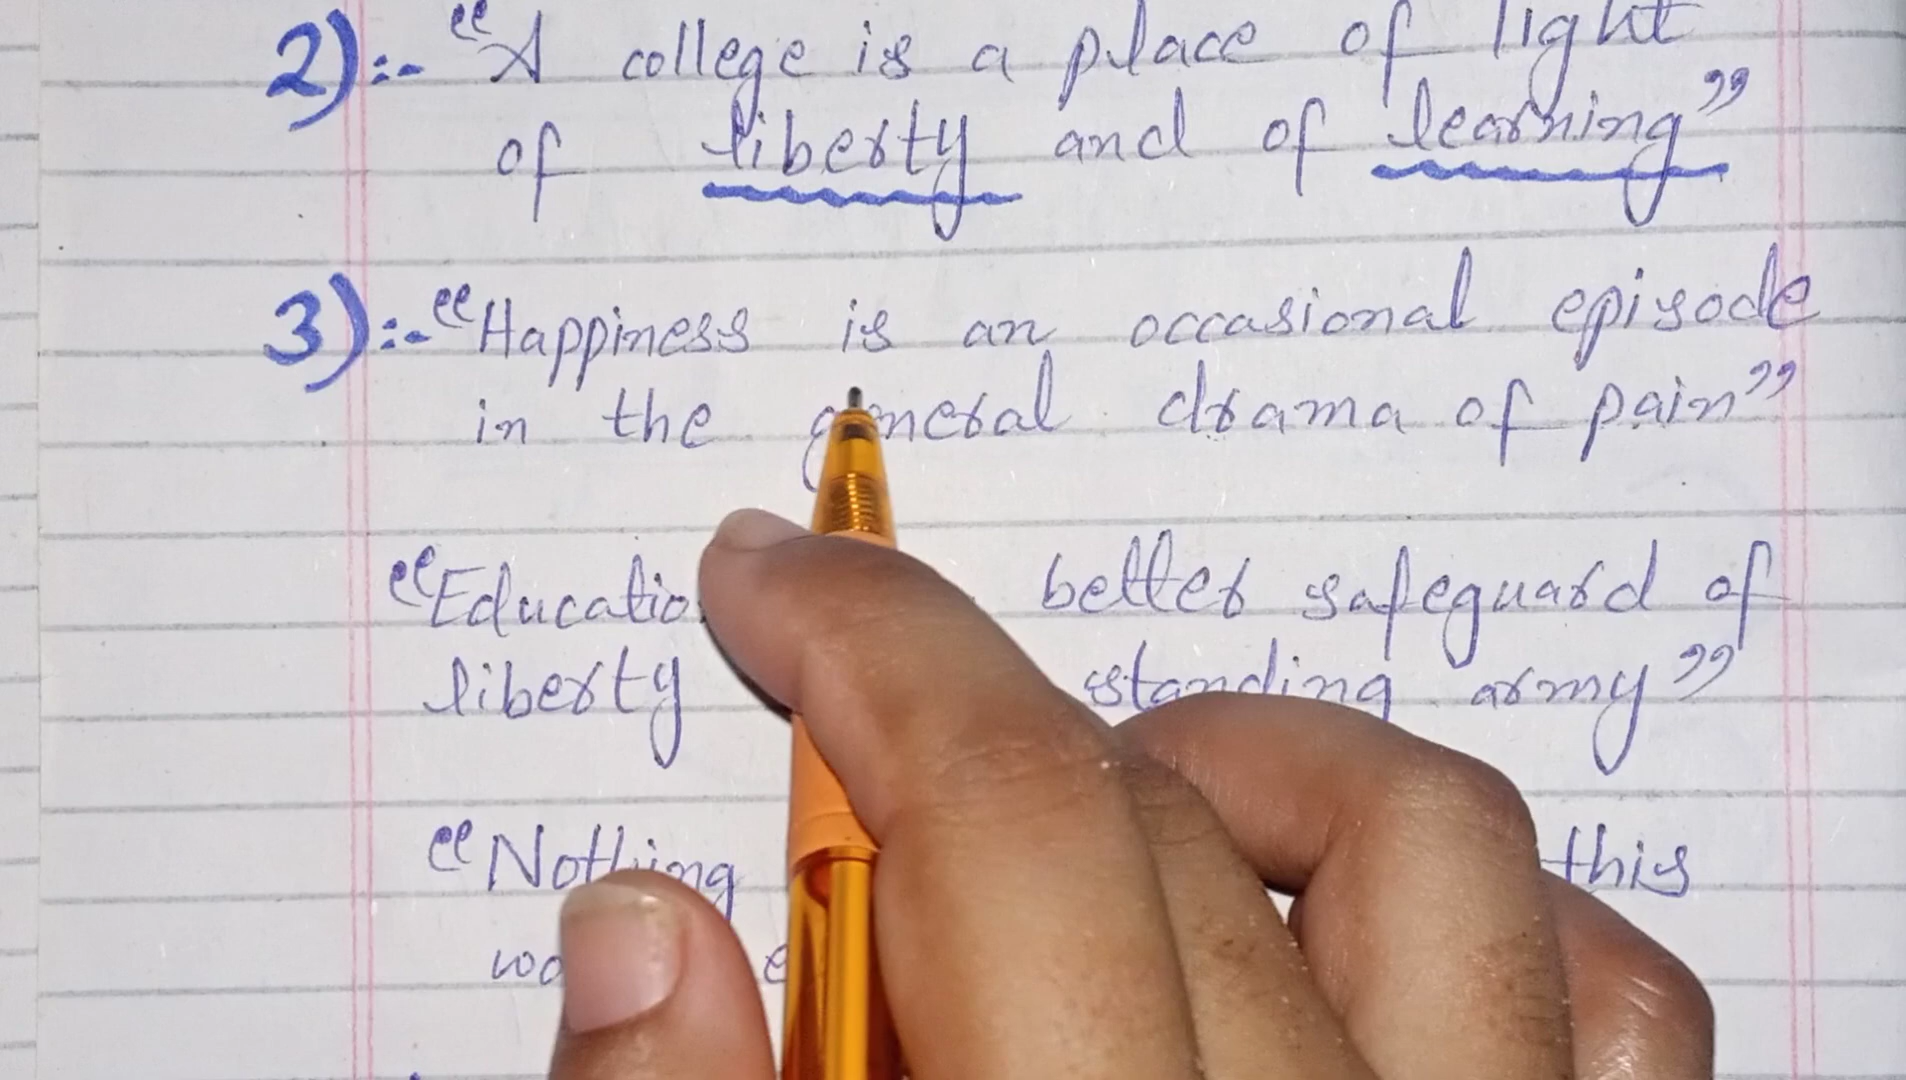 2):- "A college is a place of light
of liberty and of learning"
3):- "Happiness is an occasional episode
in the general drama of pain"
"Education better safeguard of
liberty standing army"
"Nothing this